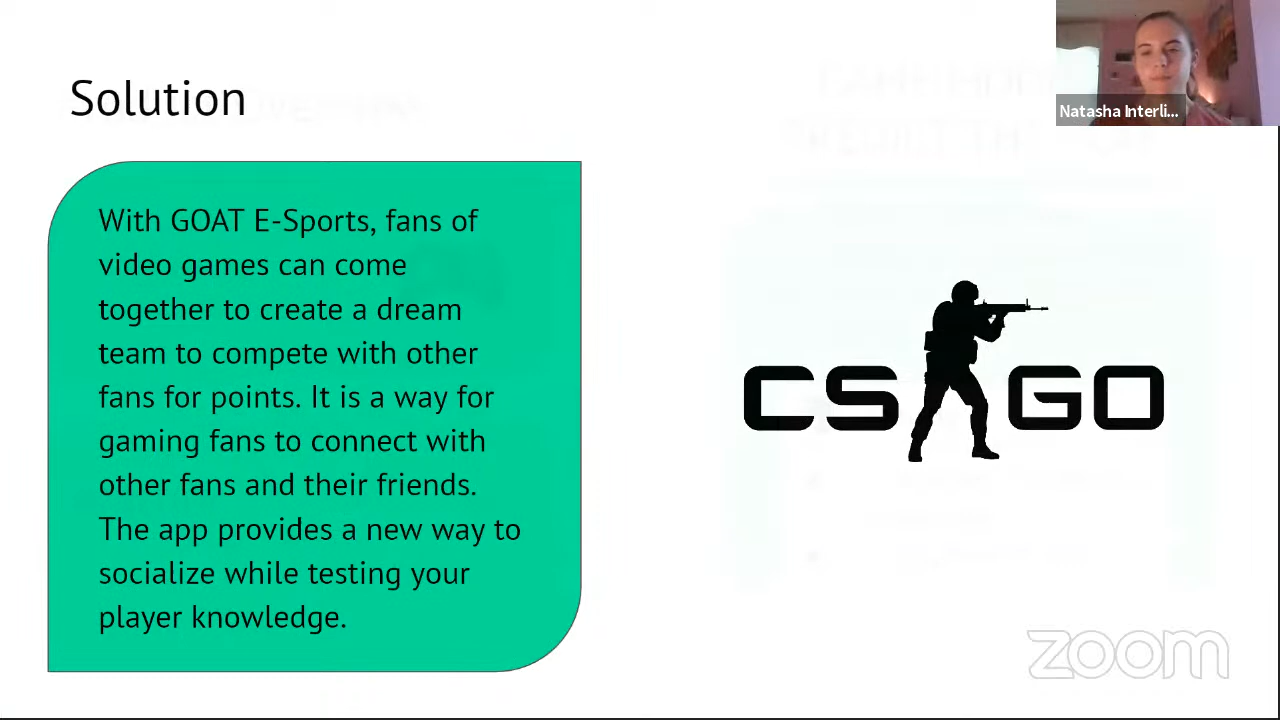 Solution
Natasha Interli...
With GOAT E-Sports, fans of
video games can come
together to create a dream
team to compete with other
fans for points. It is a way for
gaming fans to connect with
other fans and their friends.
The app provides a new way to
socialize while testing your
player knowledge.
CS GO
zoom